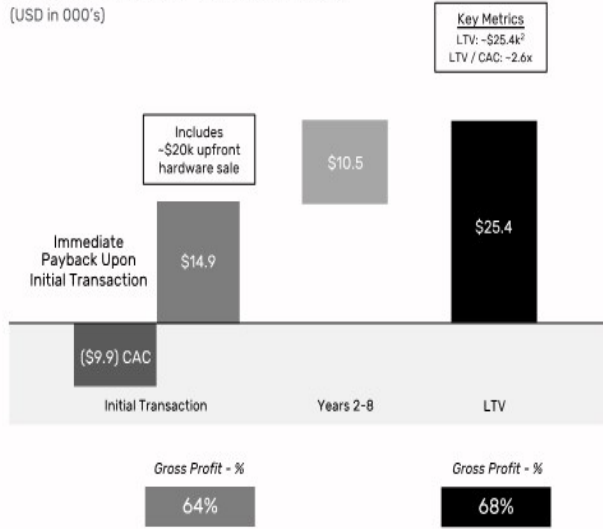 (USD in 000's)
Key Metrics
LTV: ~$25.4k²
LTV / CAC: ~2.6x
Includes
~$20k upfront
hardware sale
$10.5
Immediate
Payback Upon
Initial Transaction
$14.9
$25.4
($9.9) CAC
Initial Transaction
Years 2-8
LTV
Gross Profit - %
Gross Profit - %
64%
68%